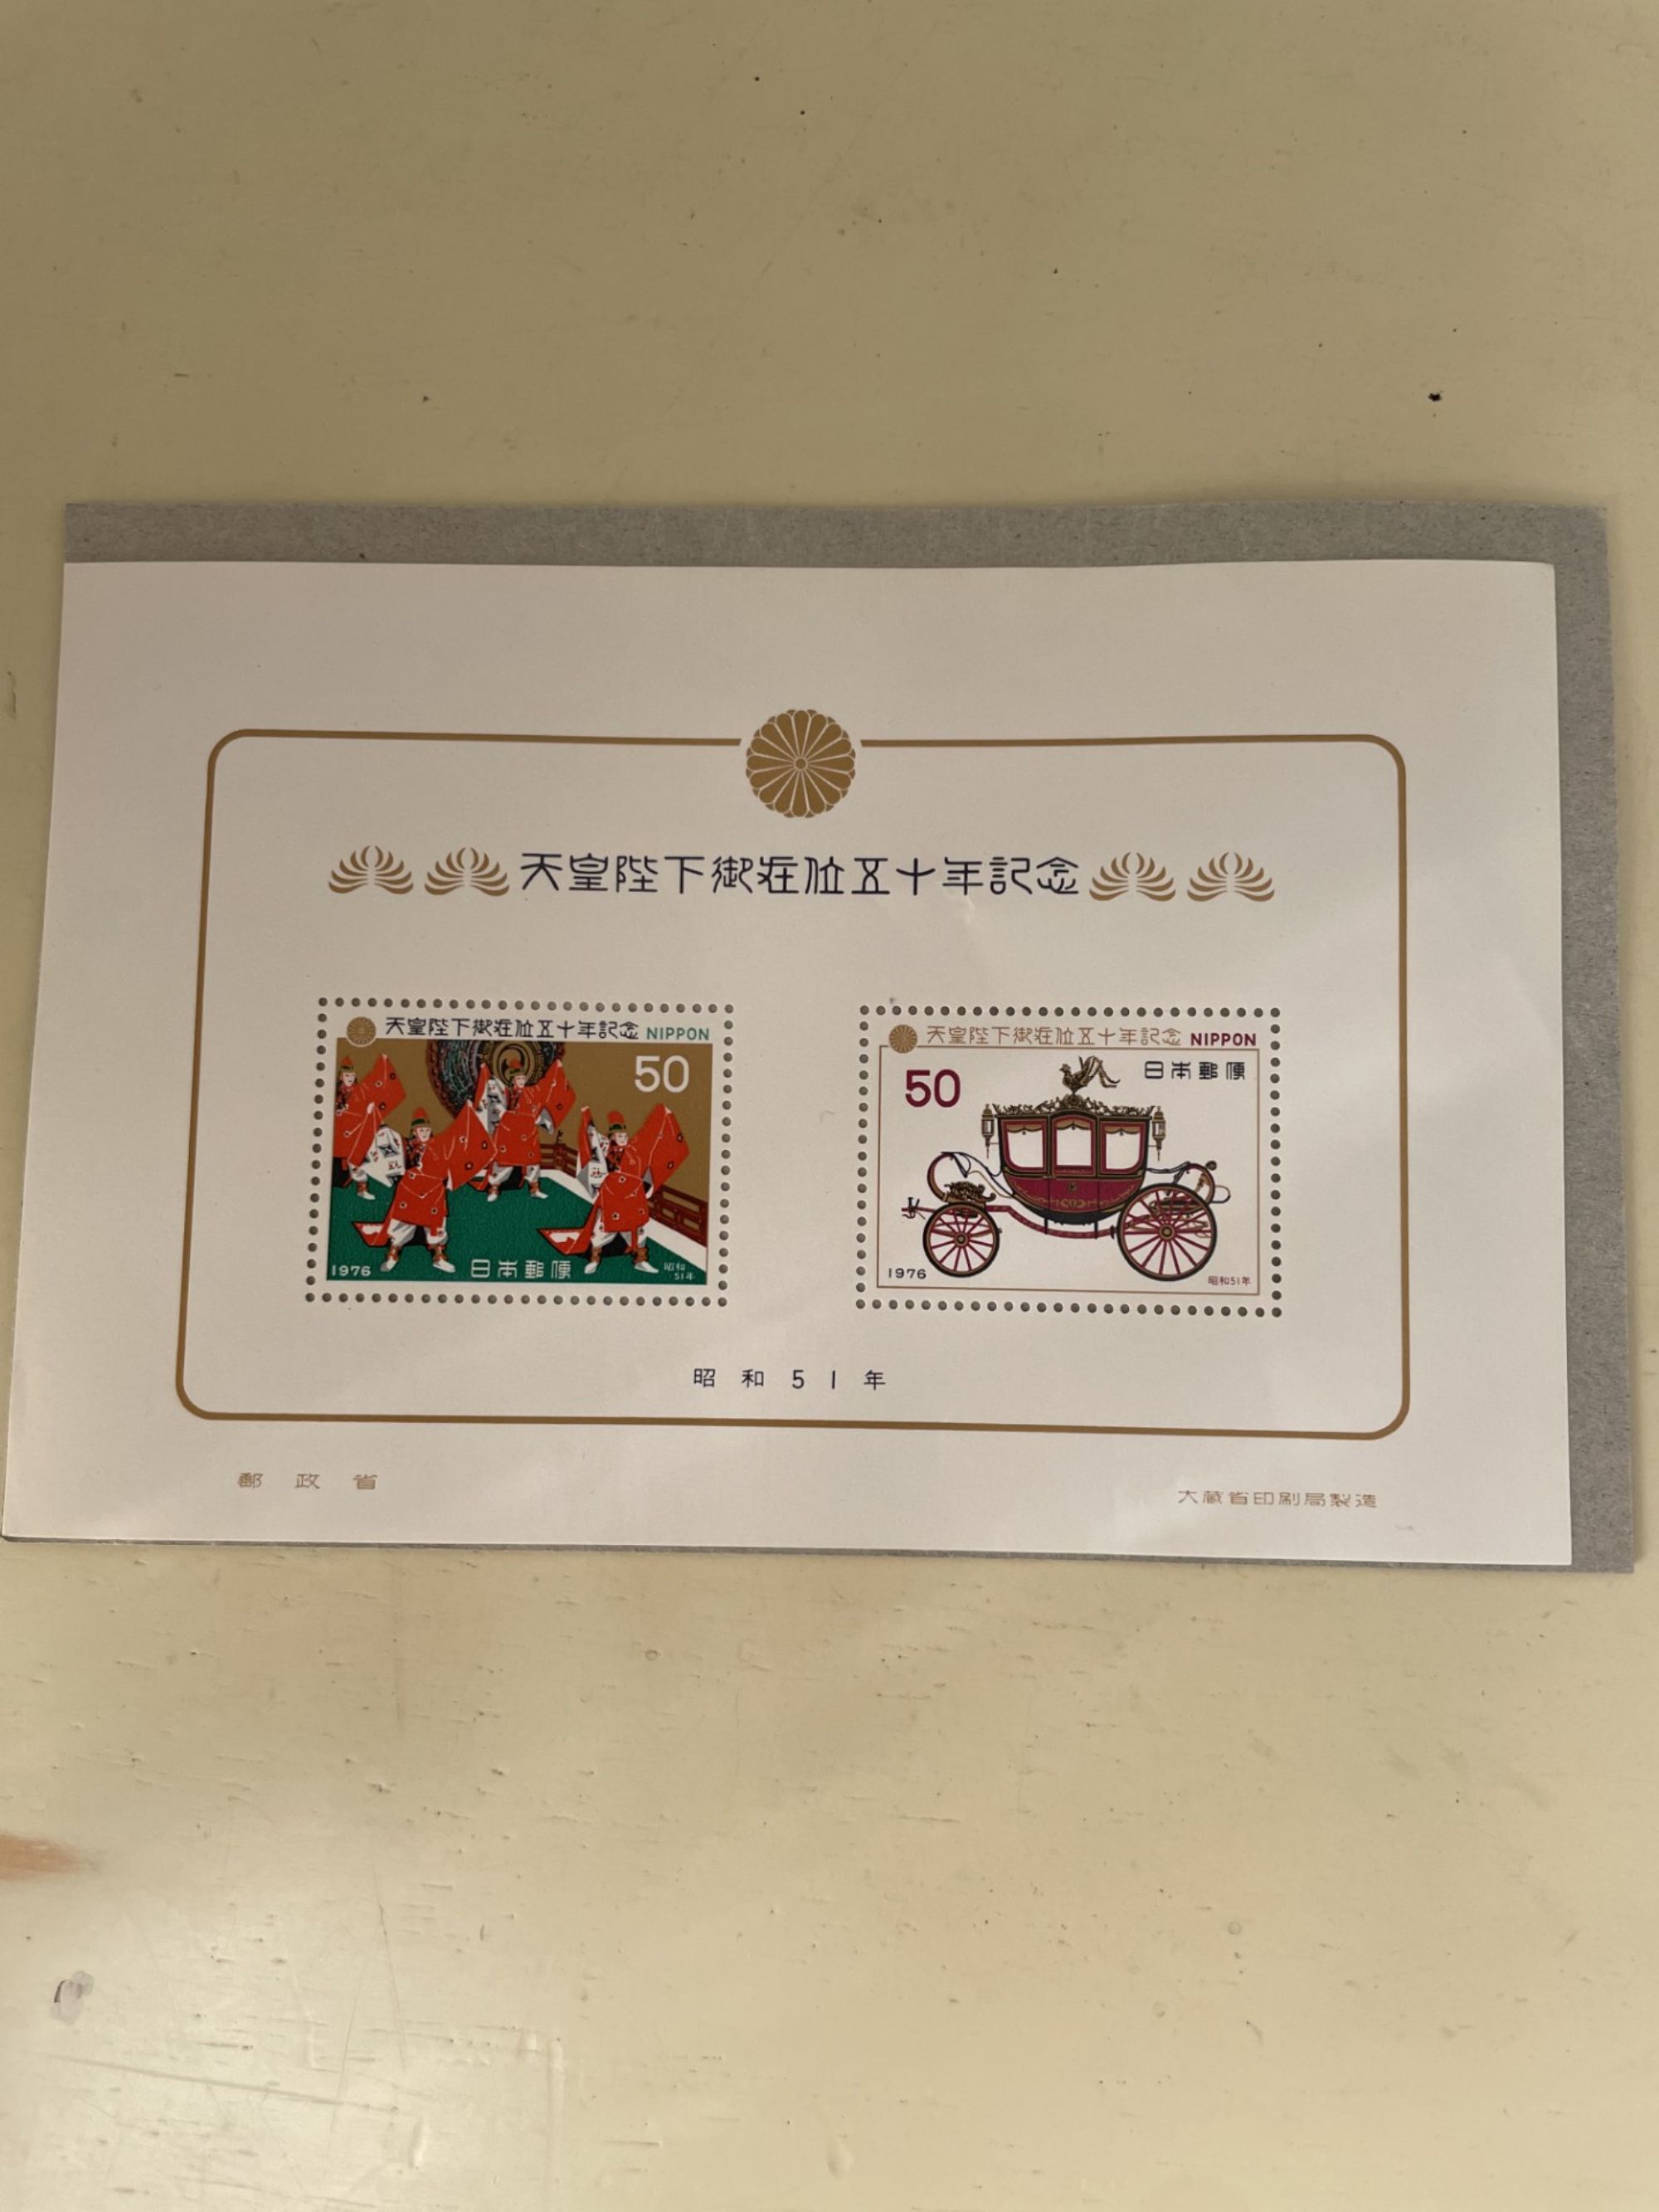 天皇陛下御在位五十年記念
天皇陛下御在位五十年記念 NIPPON
50
1976
日本郵便
昭和
51年
天皇陛下御在位五十年記念 NIPPON
50
日本郵便
1976
昭和51年
昭和51年
郵政省
大蔵省印刷局製造